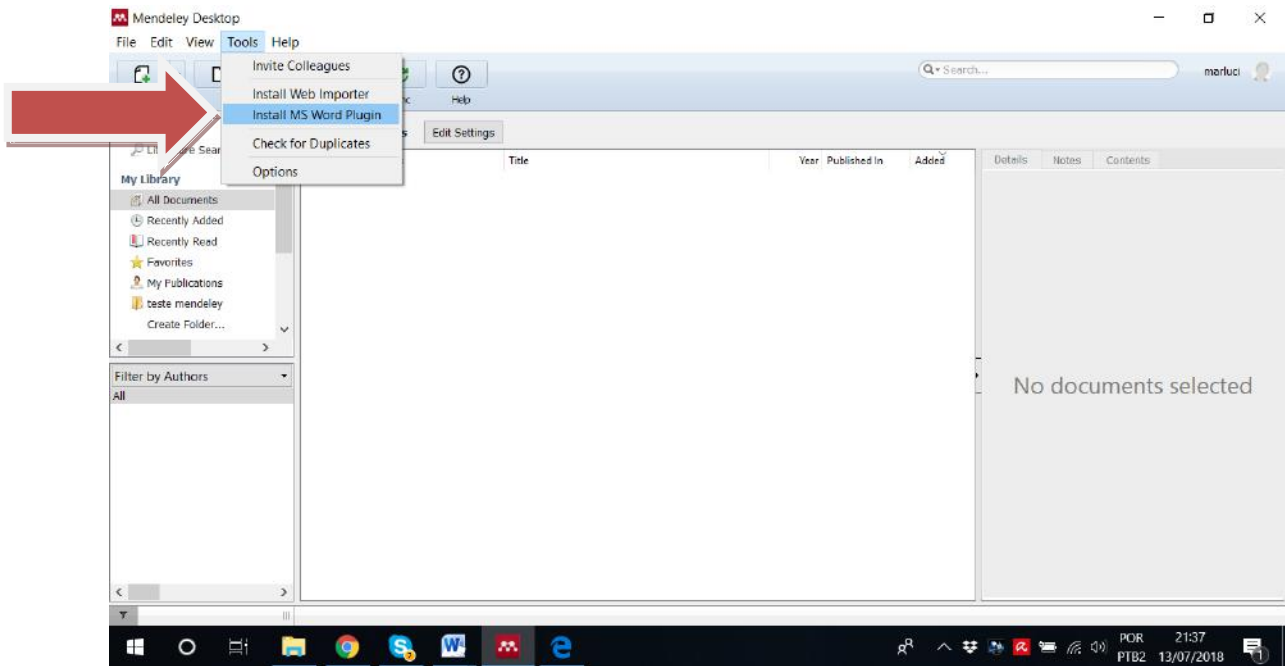 Mendeley Desktop
File Edit View Tools Help
Invite Colleagues
Install Web Importer
Install MS Word Plugin
Check for Duplicates
Options
Help
Search...
marluci
Edit Settings
Title
Year Published In Added
Details Notes Contents
My Library
All Documents
Recently Added
Recently Read
Favorites
My Publications
teste mendeley
Create Folder...
Filter by Authors
All
No documents selected
POR
PTB2
21:37
13/07/2018